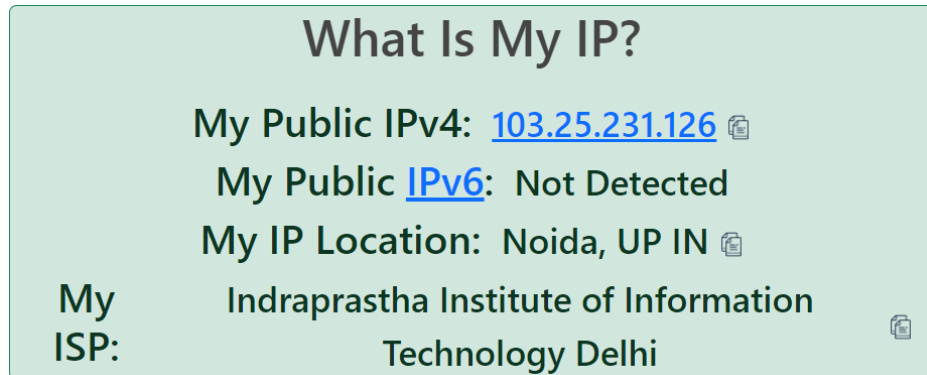 What Is My IP?
My Public IPv4: 103.25.231.126
My Public IPv6: Not Detected
My IP Location: Noida, UP IN
My ISP: Indraprastha Institute of Information
Technology Delhi